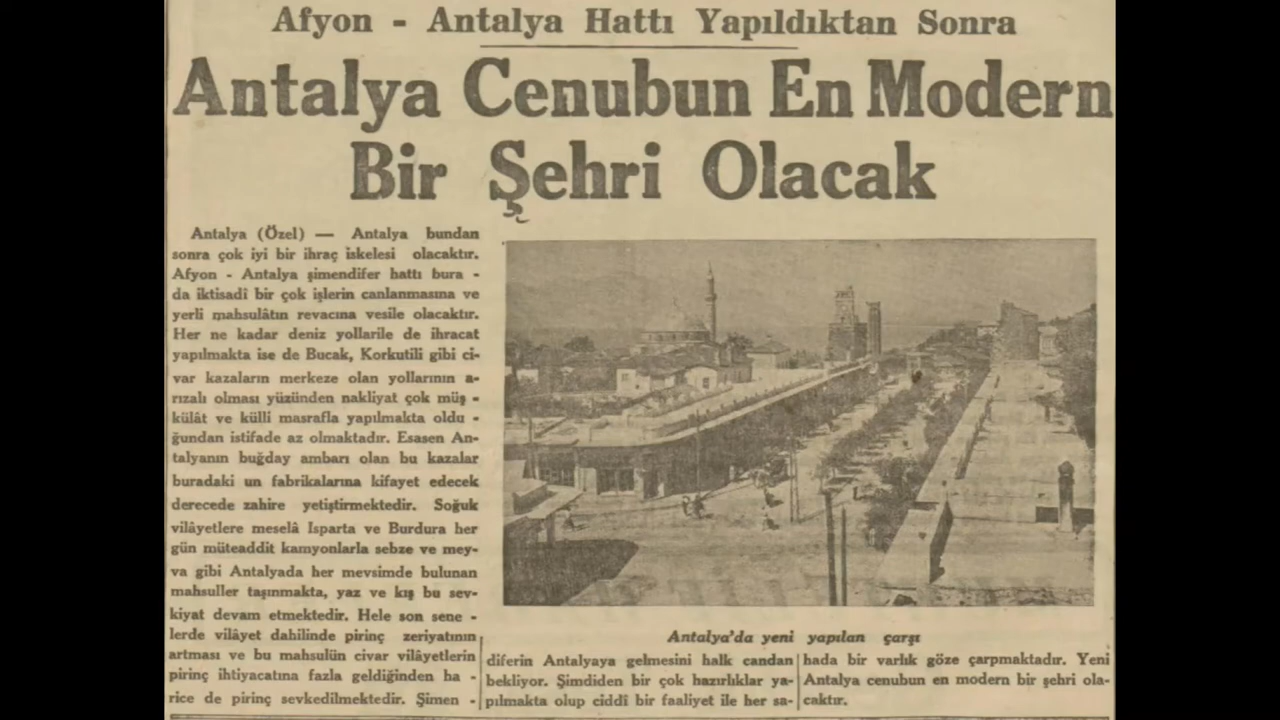 Afyon - Antalya Hattı Yapıldıktan Sonra
Antalya Cenubun En Modern
Bir Şehri Olacak
Antalya (Özel) — Antalya bundan
sonra çok iyi bir ihraç iskelesi olacaktır.
Afyon - Antalya şimendifer hattı bura -
da iktisadî bir çok işlerin canlanmasına ve
yerli mahsulâtın revacına vesile olacaktır.
Her ne kadar deniz yollarile de ihracat
yapılmakta ise de Bucak, Korkutili gibi ci-
var kazaların merkeze olan yollarının a-
rızalı olması yüzünden nakliyat çok müş -
külât ve külli masrafla yapılmakta oldu -
ğundan istifade az olmaktadır. Esasen An-
talyanın buğday ambarı olan bu kazalar
buradaki un fabrikalarına kifayet edecek
derecede zahire yetiştirmektedir. Soğuk
vilâyetlere meselâ Isparta ve Burdura her
gün müteaddit kamyonlarla sebze ve mey-
va gibi Antalyada her mevsimde bulunan
mahsuller taşınmakta, yaz ve kış bu sev-
kiyat devam etmektedir. Hele son sene -
lerde vilâyet dahilinde pirinç zeriyatının
artması ve bu mahsulün civar vilâyetlerin
pirinç ihtiyacatına fazla geldiğinden ha -
rice de pirinç sevkedilmektedir. Şimen -
Antalya'da yeni yapılan çarşı
diferin Antalyaya gelmesini halk candan
bekliyor. Şimdiden bir çok hazırlıklar ya-
pılmakta olup ciddî bir faaliyet ile her sa-
hada bir varlık göze çarpmaktadır. Yeni
Antalya cenubun en modern bir şehri ola-
caktır.